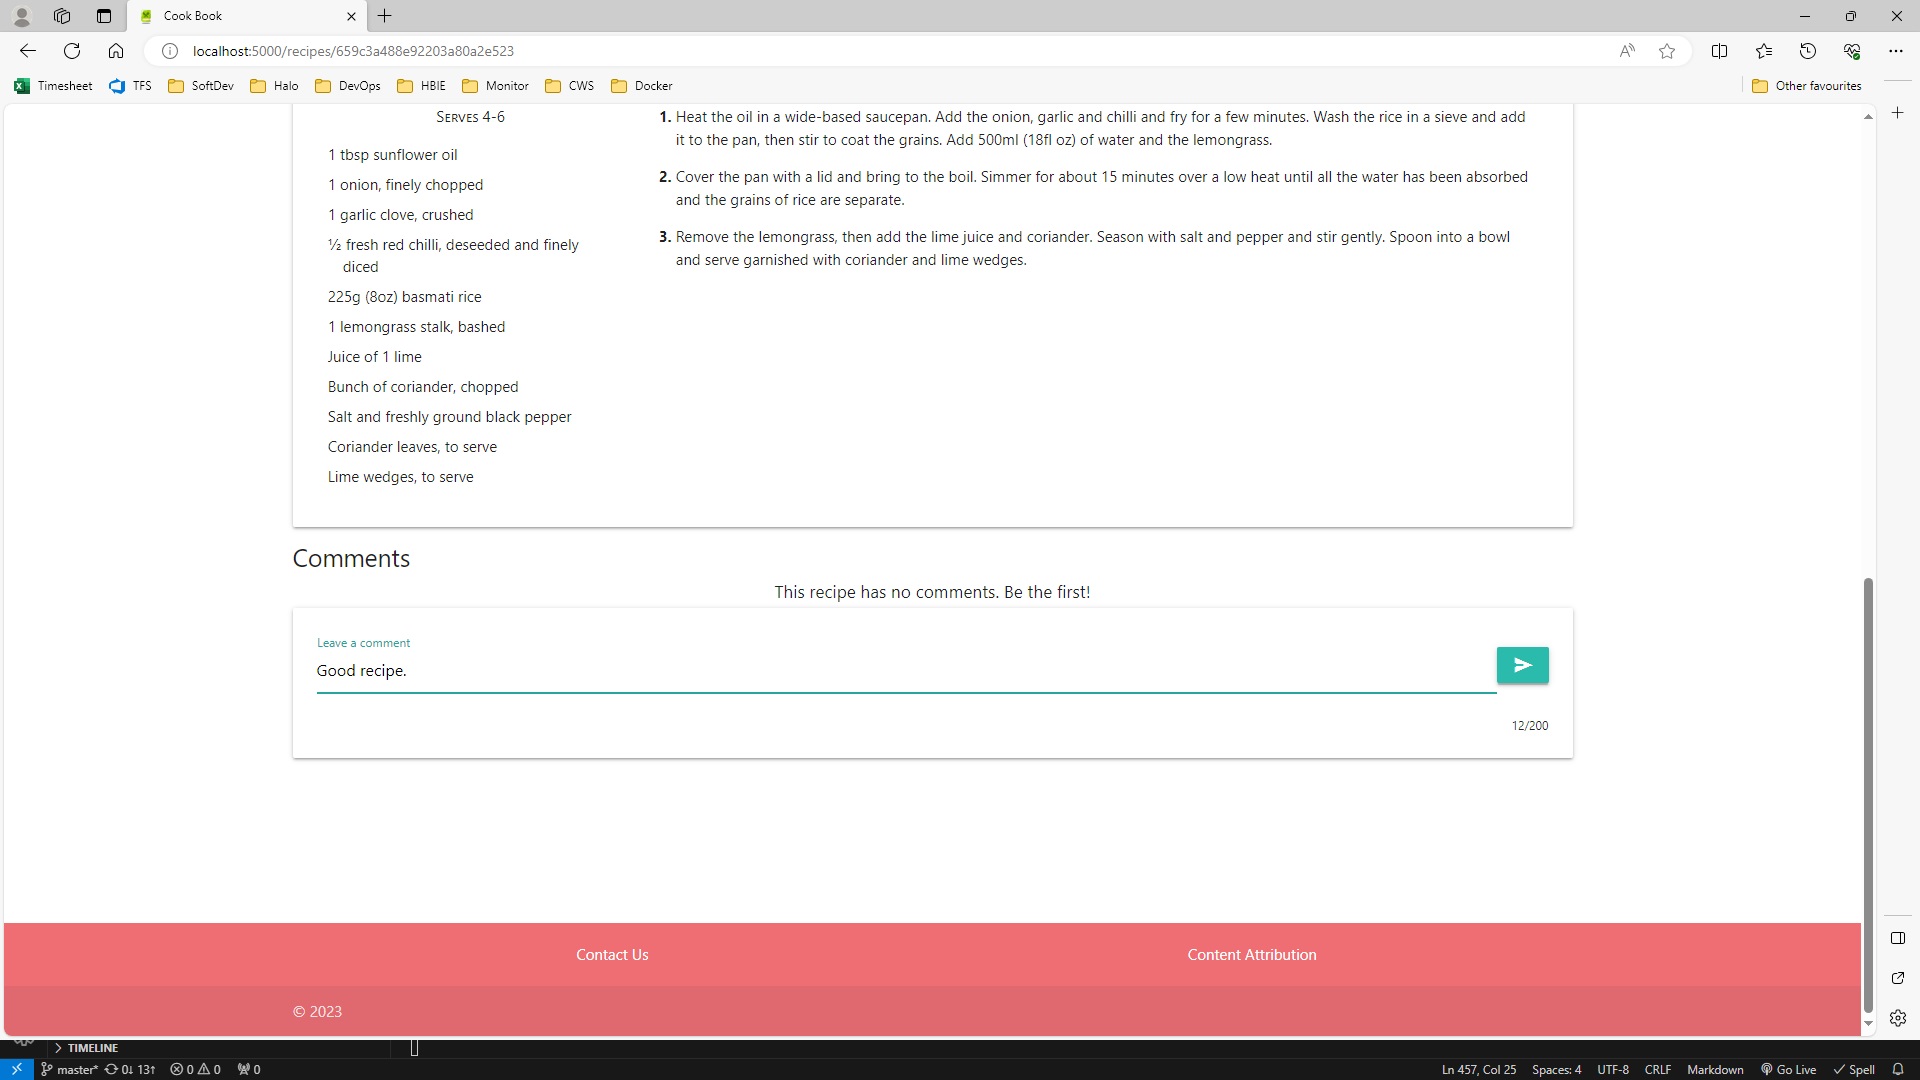 Cook Book
localhost:5000/recipes/659c3a488e92203a80a2e523
Timesheet TFS SoftDev Halo DevOps HBIE Monitor CWS Docker Other favourites
SERVES 4-6
1 tbsp sunflower oil
1 onion, finely chopped
1 garlic clove, crushed
½ fresh red chilli, deseeded and finely
diced
225g (8oz) basmati rice
1 lemongrass stalk, bashed
Juice of 1 lime
Bunch of coriander, chopped
Salt and freshly ground black pepper
Coriander leaves, to serve
Lime wedges, to serve
1. Heat the oil in a wide-based saucepan. Add the onion, garlic and chilli and fry for a few minutes. Wash the rice in a sieve and add
it to the pan, then stir to coat the grains. Add 500ml (18fl oz) of water and the lemongrass.
2. Cover the pan with a lid and bring to the boil. Simmer for about 15 minutes over a low heat until all the water has been absorbed
and the grains of rice are separate.
3. Remove the lemongrass, then add the lime juice and coriander. Season with salt and pepper and stir gently. Spoon into a bowl
and serve garnished with coriander and lime wedges.
Comments
This recipe has no comments. Be the first!
Leave a comment
Good recipe.
12/200
Contact Us Content Attribution
© 2023
TIMELINE
master* 0↓ 13↑ 0 0 0 Ln 457, Col 25 Spaces: 4 UTF-8 CRLF Markdown Go Live Spell